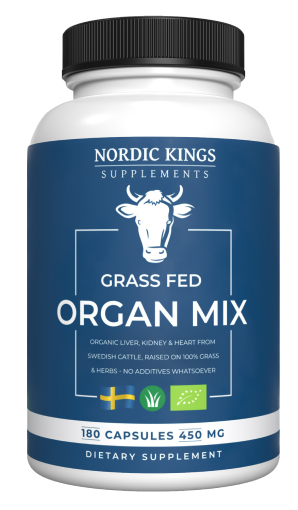 NORDIC KINGS
SUPPLEMENTS
GRASS FED
ORGAN MIX
ORGANIC LIVER, KIDNEY & HEART FROM
SWEDISH CATTLE, RAISED ON 100% GRASS
& HERBS - NO ADDITIVES WHATSOEVER
180 CAPSULES 450 MG
DIETARY SUPPLEMENT